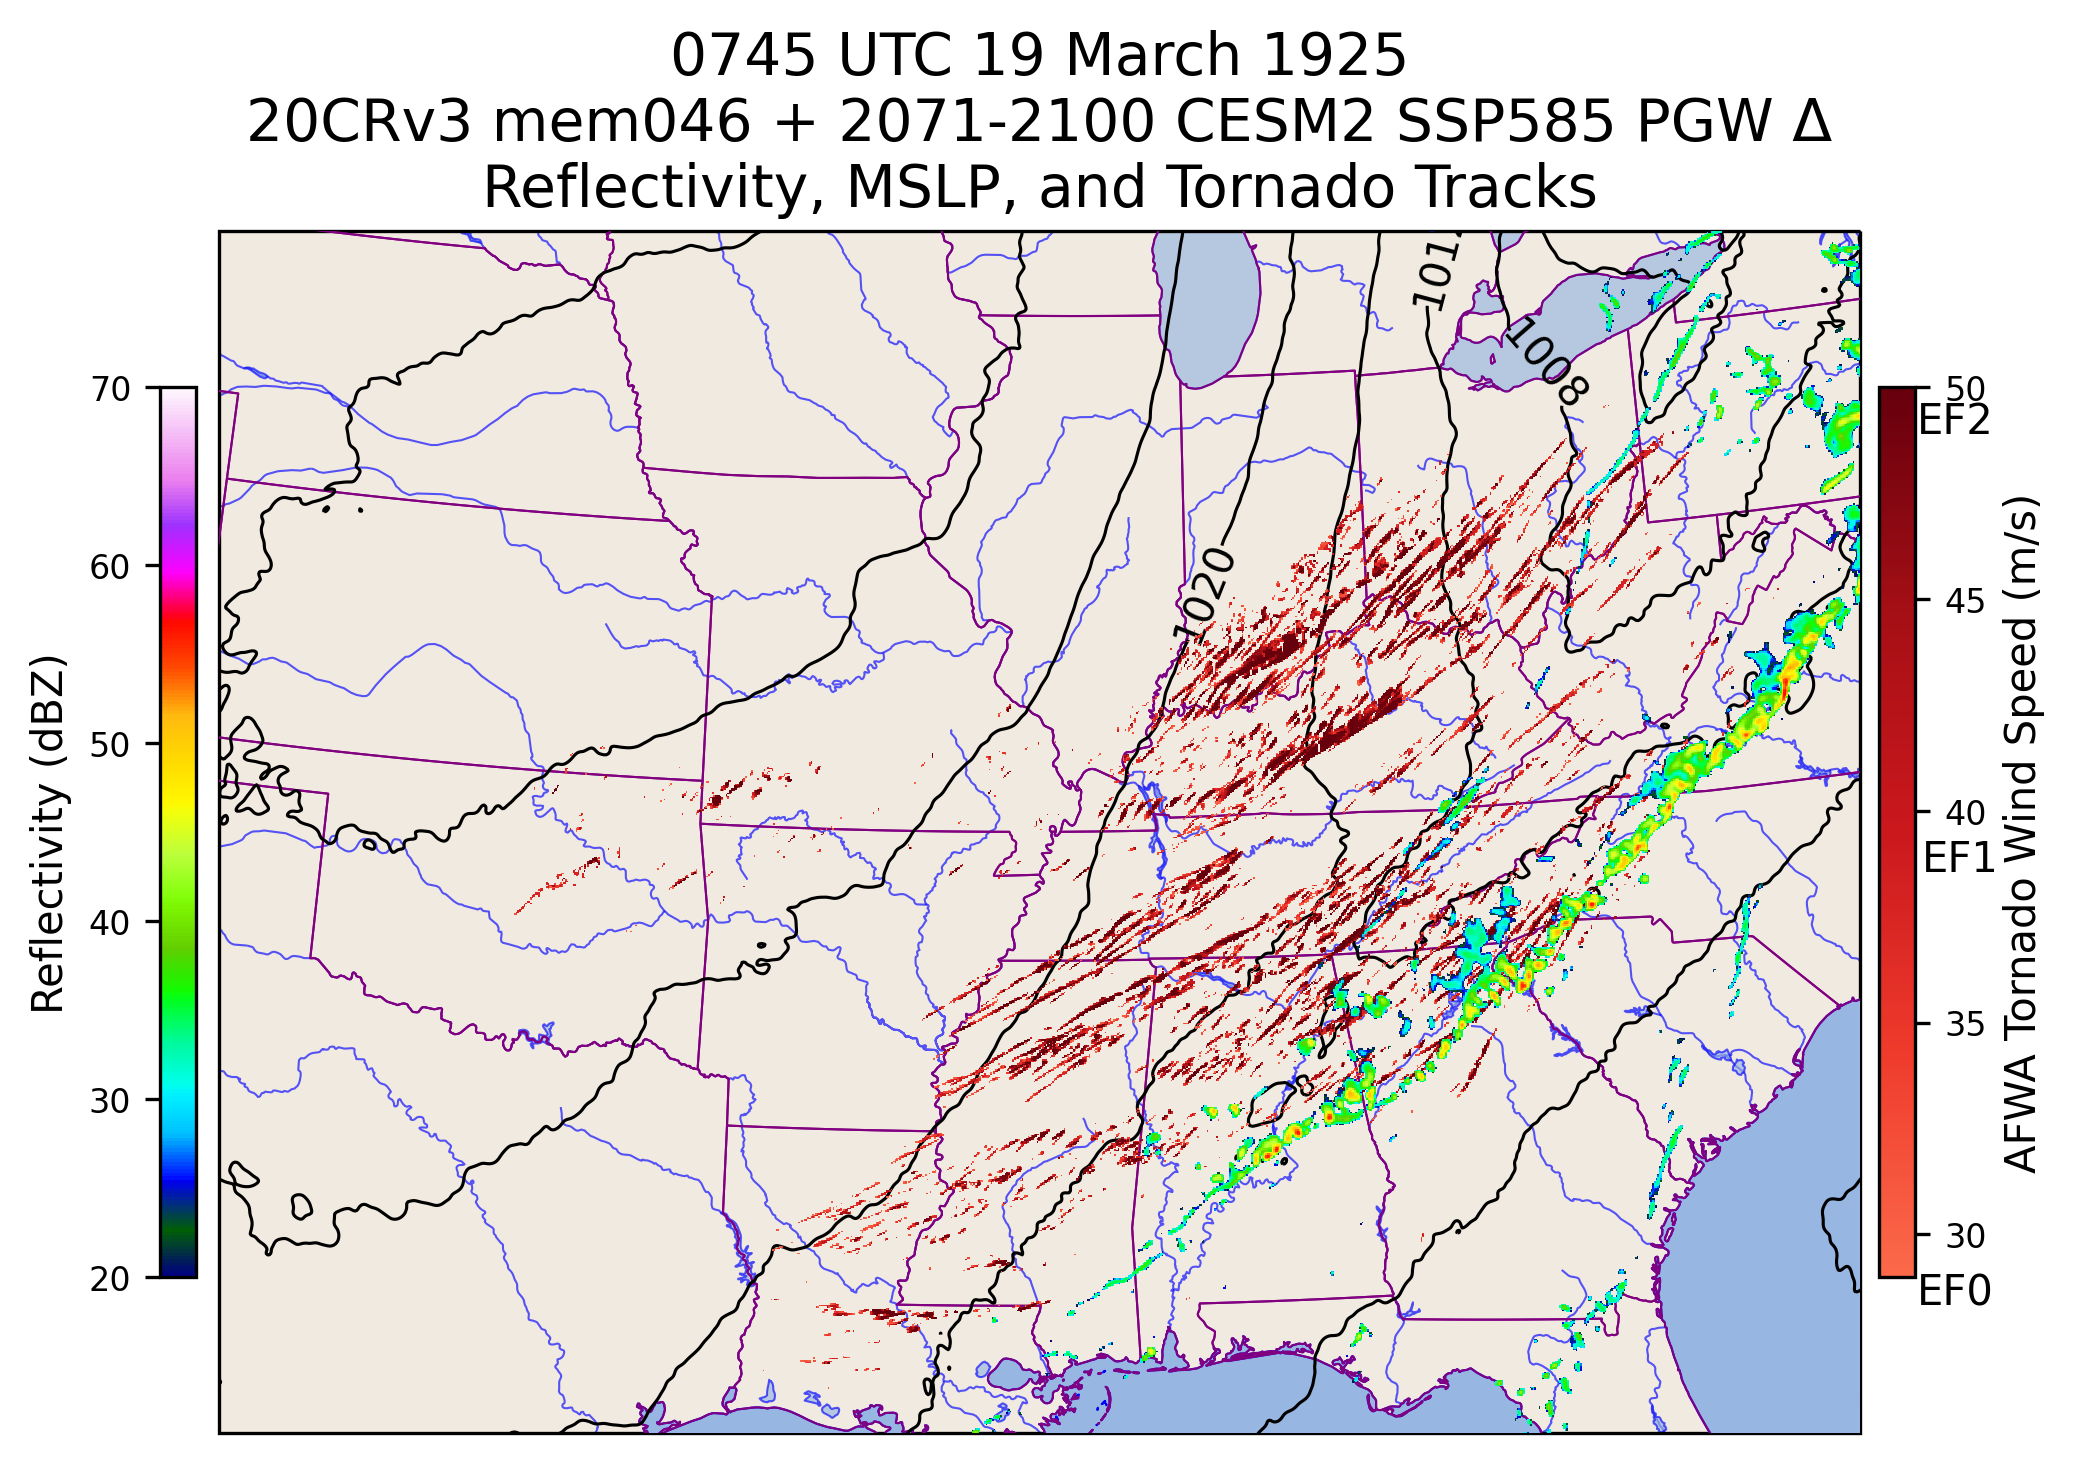 0745 UTC 19 March 1925
20CRv3 mem046 + 2071-2100 CESM2 SSP585 PGW Δ
Reflectivity, MSLP, and Tornado Tracks
1008
1020
70
60
50
40
30
20
Reflectivity (dBZ)
50
EF2
45
40
EF1
35
30
EF0
AFWA Tornado Wind Speed (m/s)